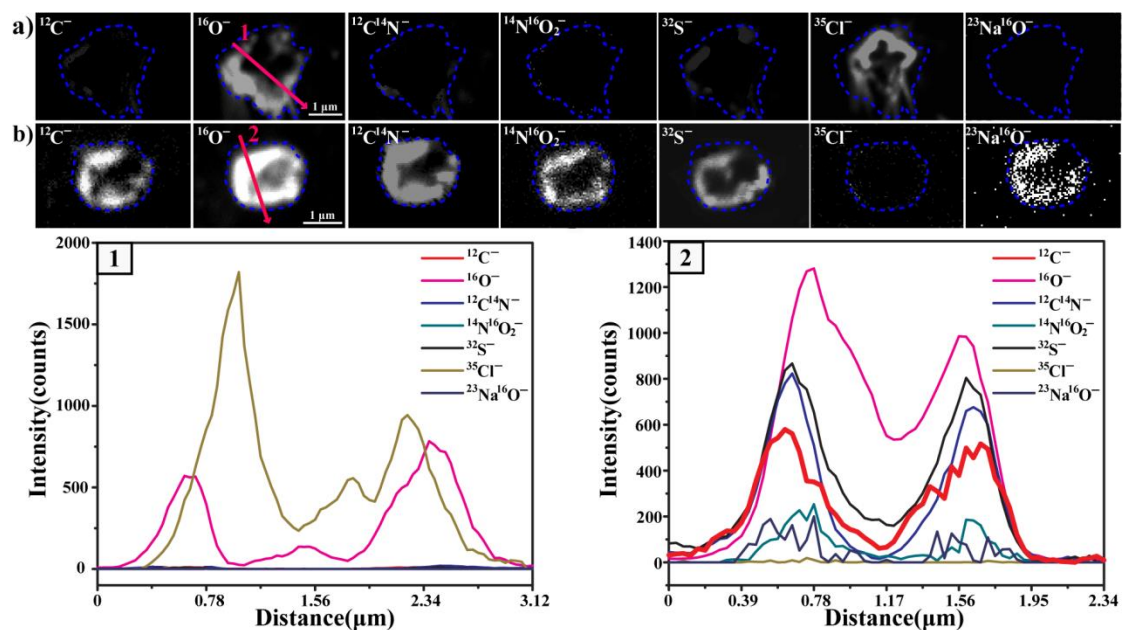 a) ¹²C⁻ ¹⁶O⁻ ¹²C¹⁴N⁻ ¹⁴N¹⁶O₂⁻ ³²S⁻ ³⁵Cl⁻ ²³Na¹⁶O⁻
1
1 μm
b) ¹²C⁻ ¹⁶O⁻ ¹²C¹⁴N⁻ ¹⁴N¹⁶O₂⁻ ³²S⁻ ³⁵Cl⁻ ²³Na¹⁶O⁻
2
1 μm
1
Intensity(counts)
2000
1500
1000
500
0
¹²C⁻
¹⁶O⁻
¹²C¹⁴N⁻
¹⁴N¹⁶O₂⁻
³²S⁻
³⁵Cl⁻
²³Na¹⁶O⁻
0 0.78 1.56 2.34 3.12
Distance(μm)
2
Intensity(counts)
1400
1200
1000
800
600
400
200
0
¹²C⁻
¹⁶O⁻
¹²C¹⁴N⁻
¹⁴N¹⁶O₂⁻
³²S⁻
³⁵Cl⁻
²³Na¹⁶O⁻
0 0.39 0.78 1.17 1.56 1.95 2.34
Distance(μm)